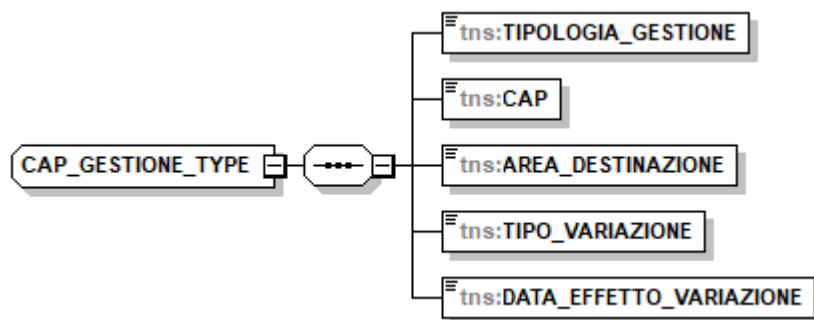 tns:TIPOLOGIA_GESTIONE
tns:CAP
CAP_GESTIONE_TYPE
tns:AREA_DESTINAZIONE
tns:TIPO_VARIAZIONE
tns:DATA_EFFETTO_VARIAZIONE